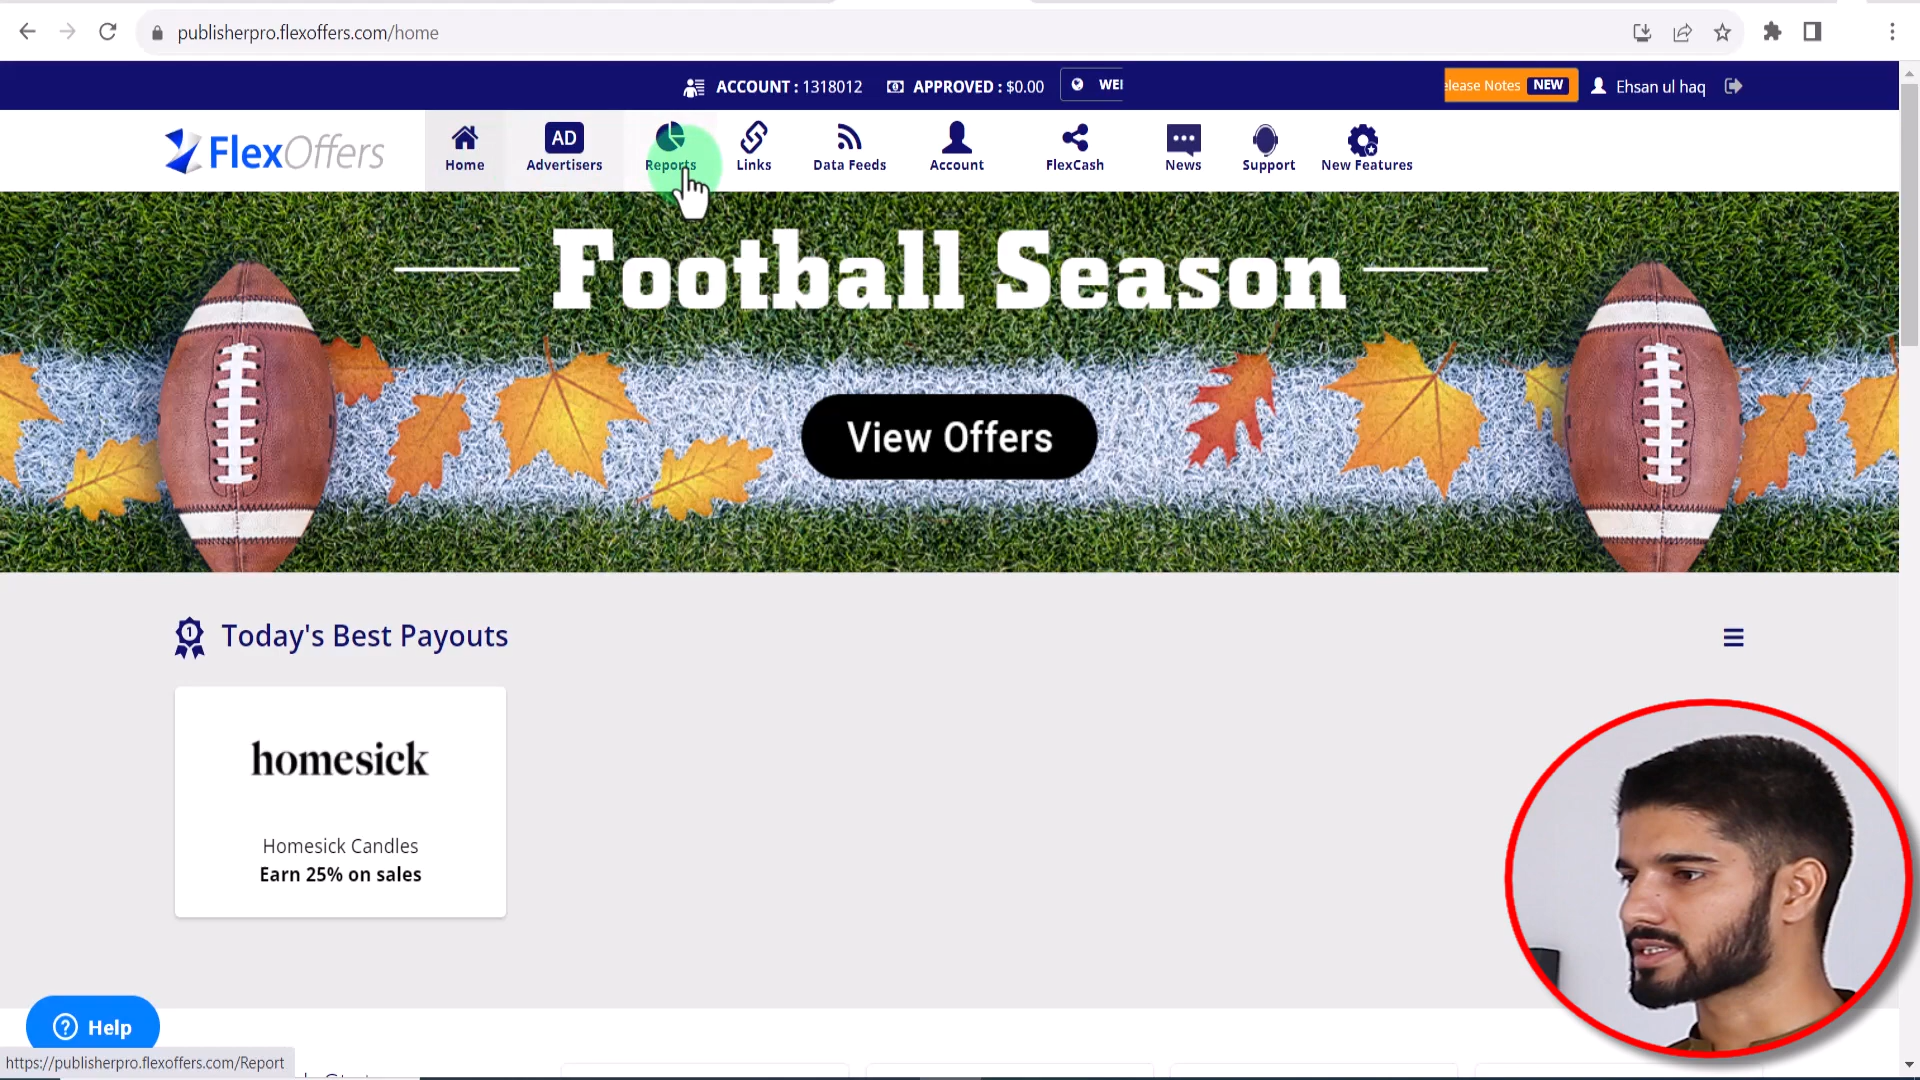 publisherpro.flexoffers.com/home
ACCOUNT : 1318012 APPROVED : $0.00 WEI
elease Notes NEW Ehsan ul haq
FlexOffers
Home
AD
Advertisers
Reports
Links
Data Feeds
Account
FlexCash
News
Support
New Features
Football Season
View Offers
1
Today's Best Payouts
homesick
Homesick Candles
Earn 25% on sales
? Help
https://publisherpro.flexoffers.com/Report